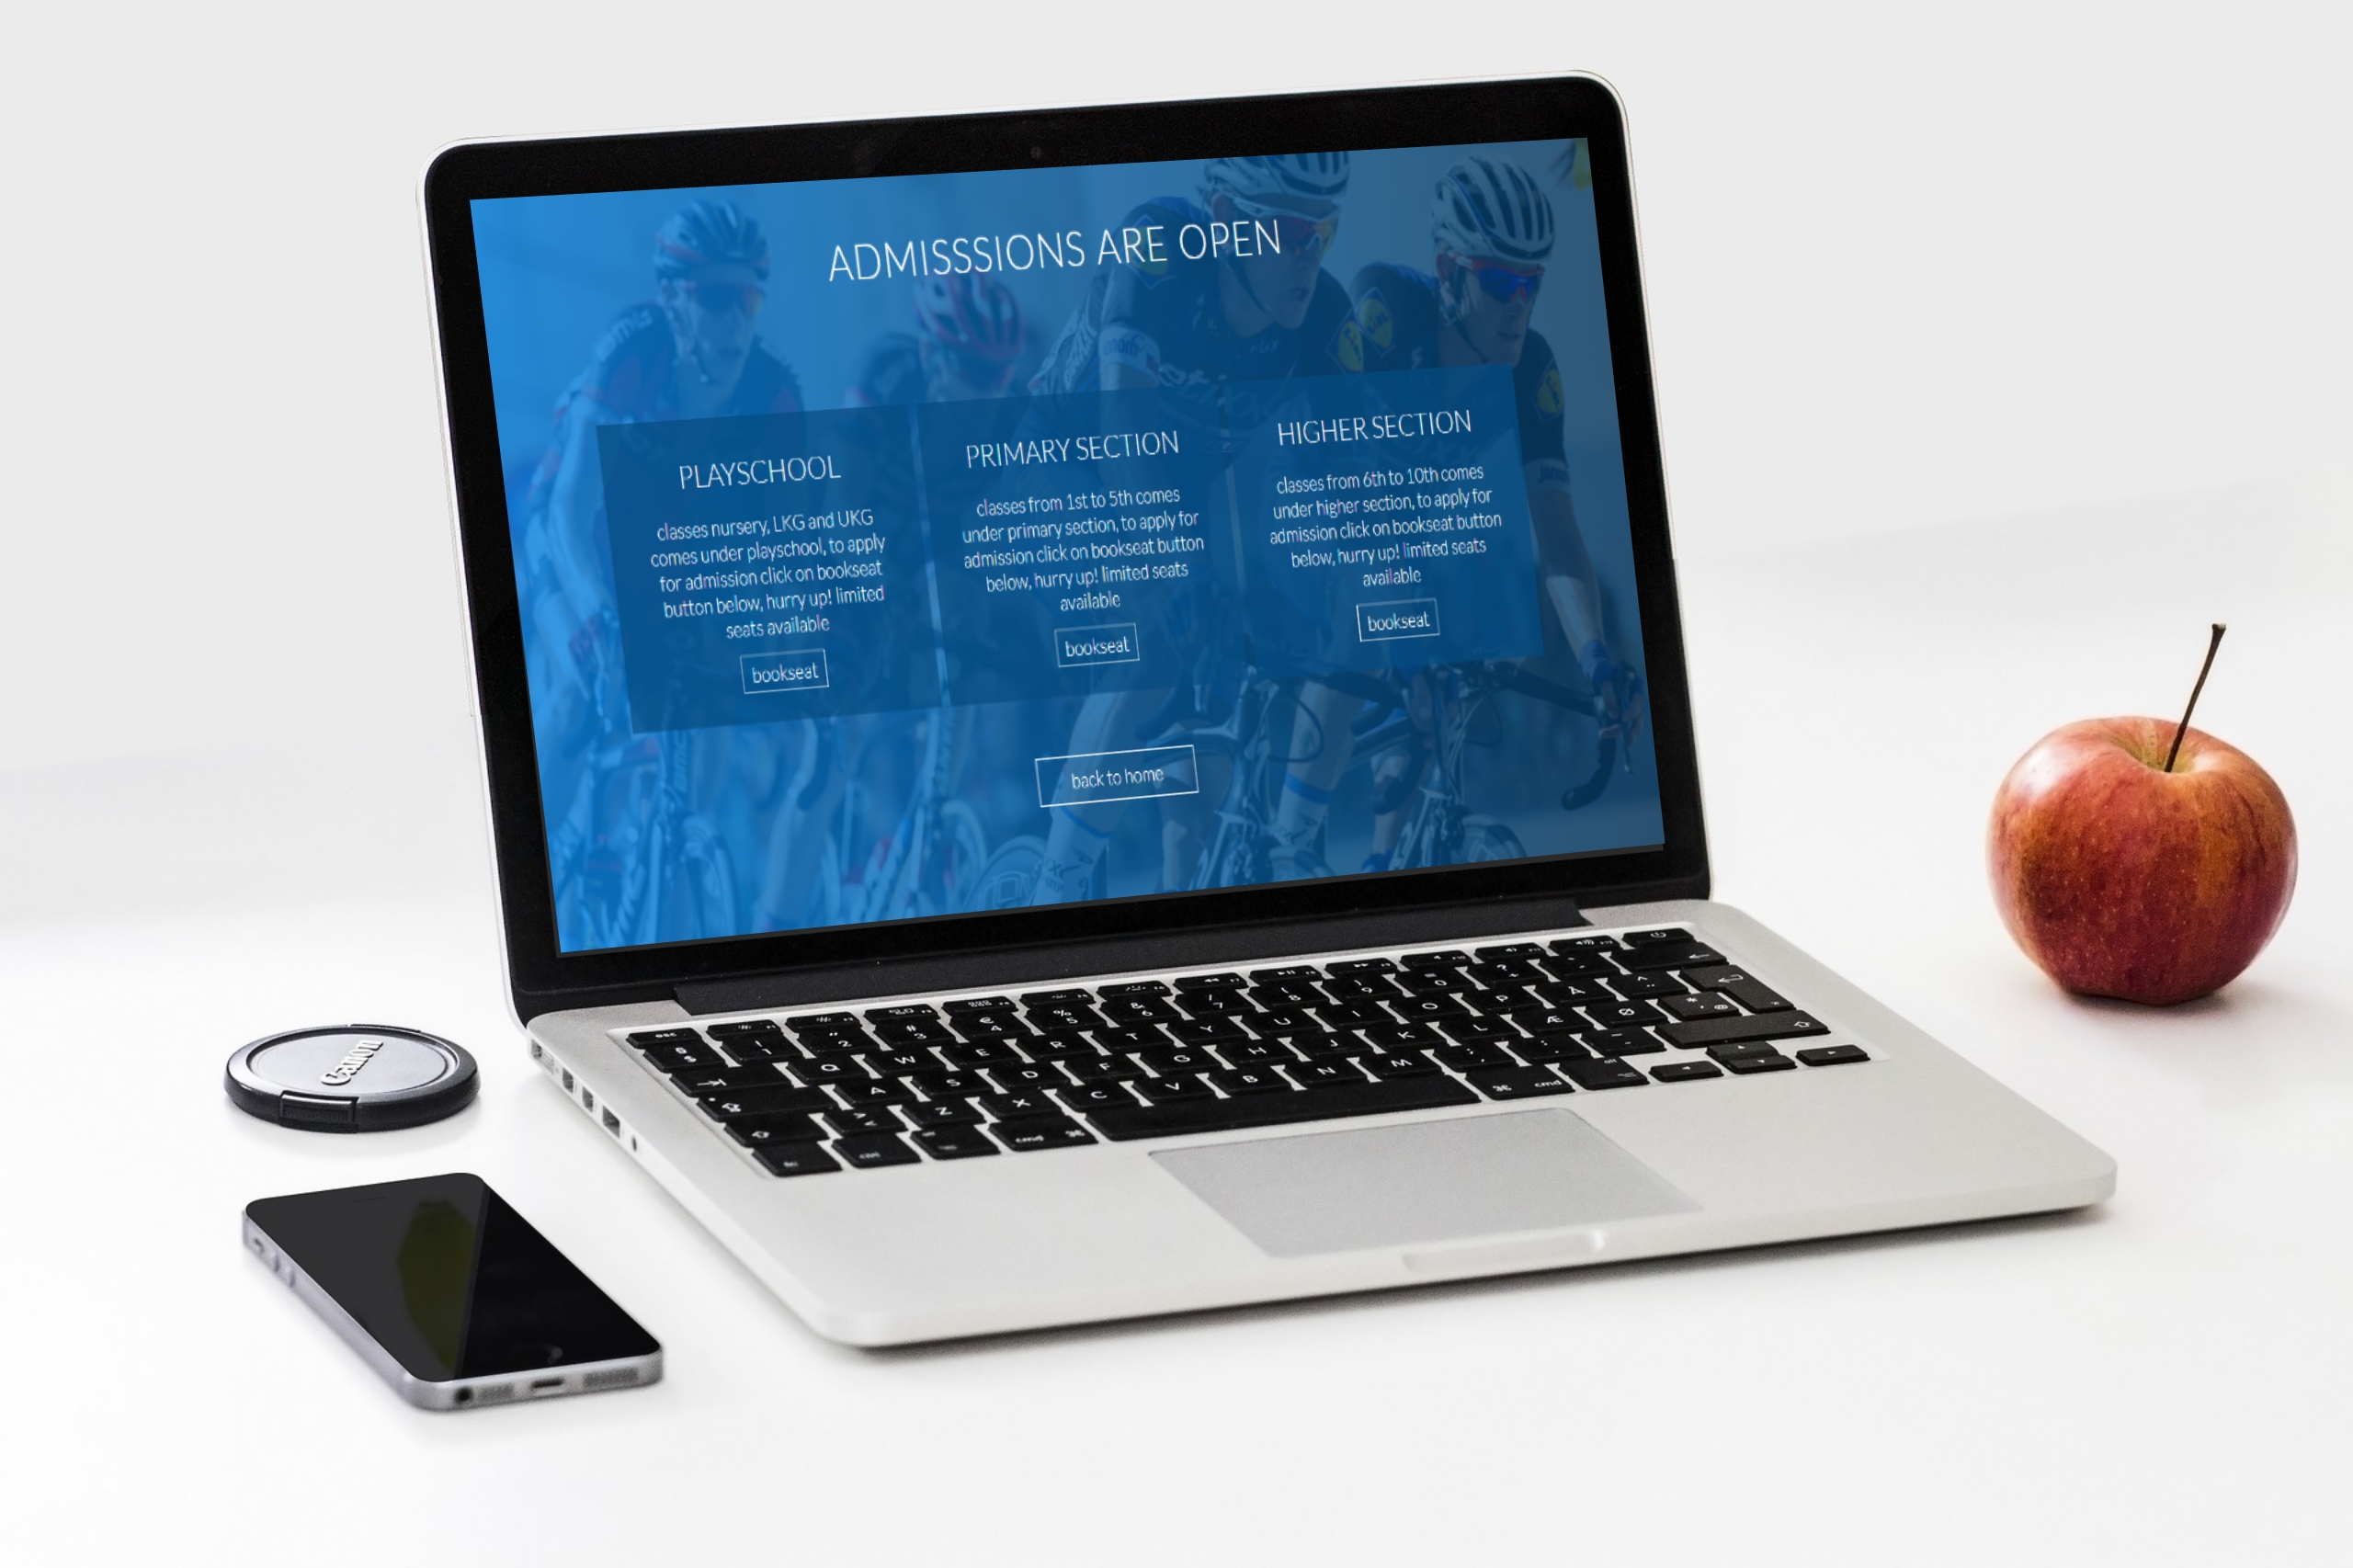 ADMISSSIONS ARE OPEN
PLAYSCHOOL
classes nursery, LKG and UKG
comes under playschool, to apply
for admission click on bookseat
button below, hurry up! limited
seats available
bookseat
PRIMARY SECTION
classes from 1st to 5th comes
under primary section, to apply for
admission click on bookseat button
below, hurry up! limited seats
available
bookseat
HIGHER SECTION
classes from 6th to 10th comes
under higher section, to apply for
admission click on bookseat button
below, hurry up! limited seats
available
bookseat
back to home
Canon
Q W E R T Y U I O P Å
A S D F G H J K L Æ Ø
Z X C V B N M
cmd
cmd